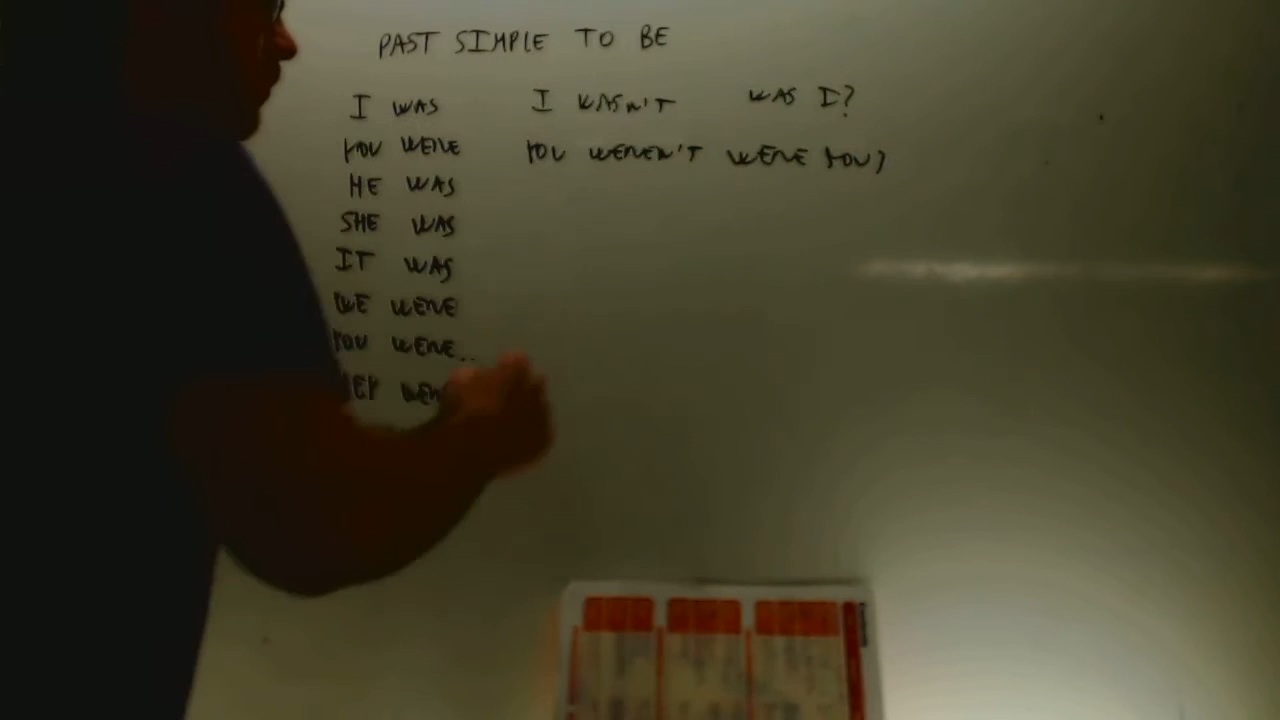 PAST SIMPLE TO BE
I WAS I WASN'T WAS I?
YOU WERE YOU WEREN'T WERE YOU?
HE WAS
SHE WAS
IT WAS
WE WERE
YOU WERE..